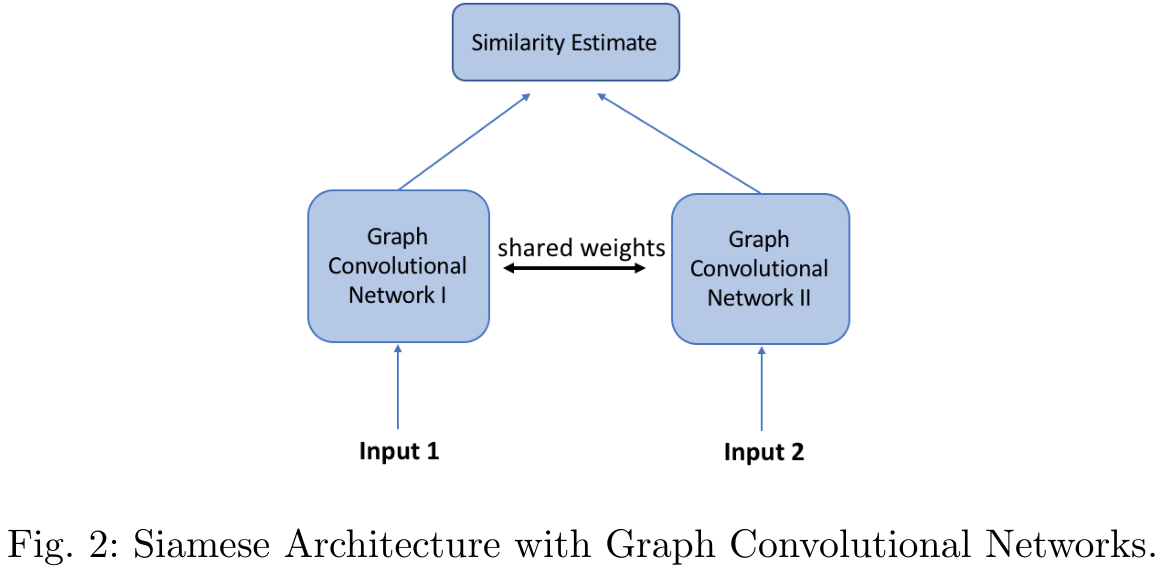 Similarity Estimate
Graph
Convolutional
Network I
shared weights
Graph
Convolutional
Network II
Input 1
Input 2
Fig. 2: Siamese Architecture with Graph Convolutional Networks.